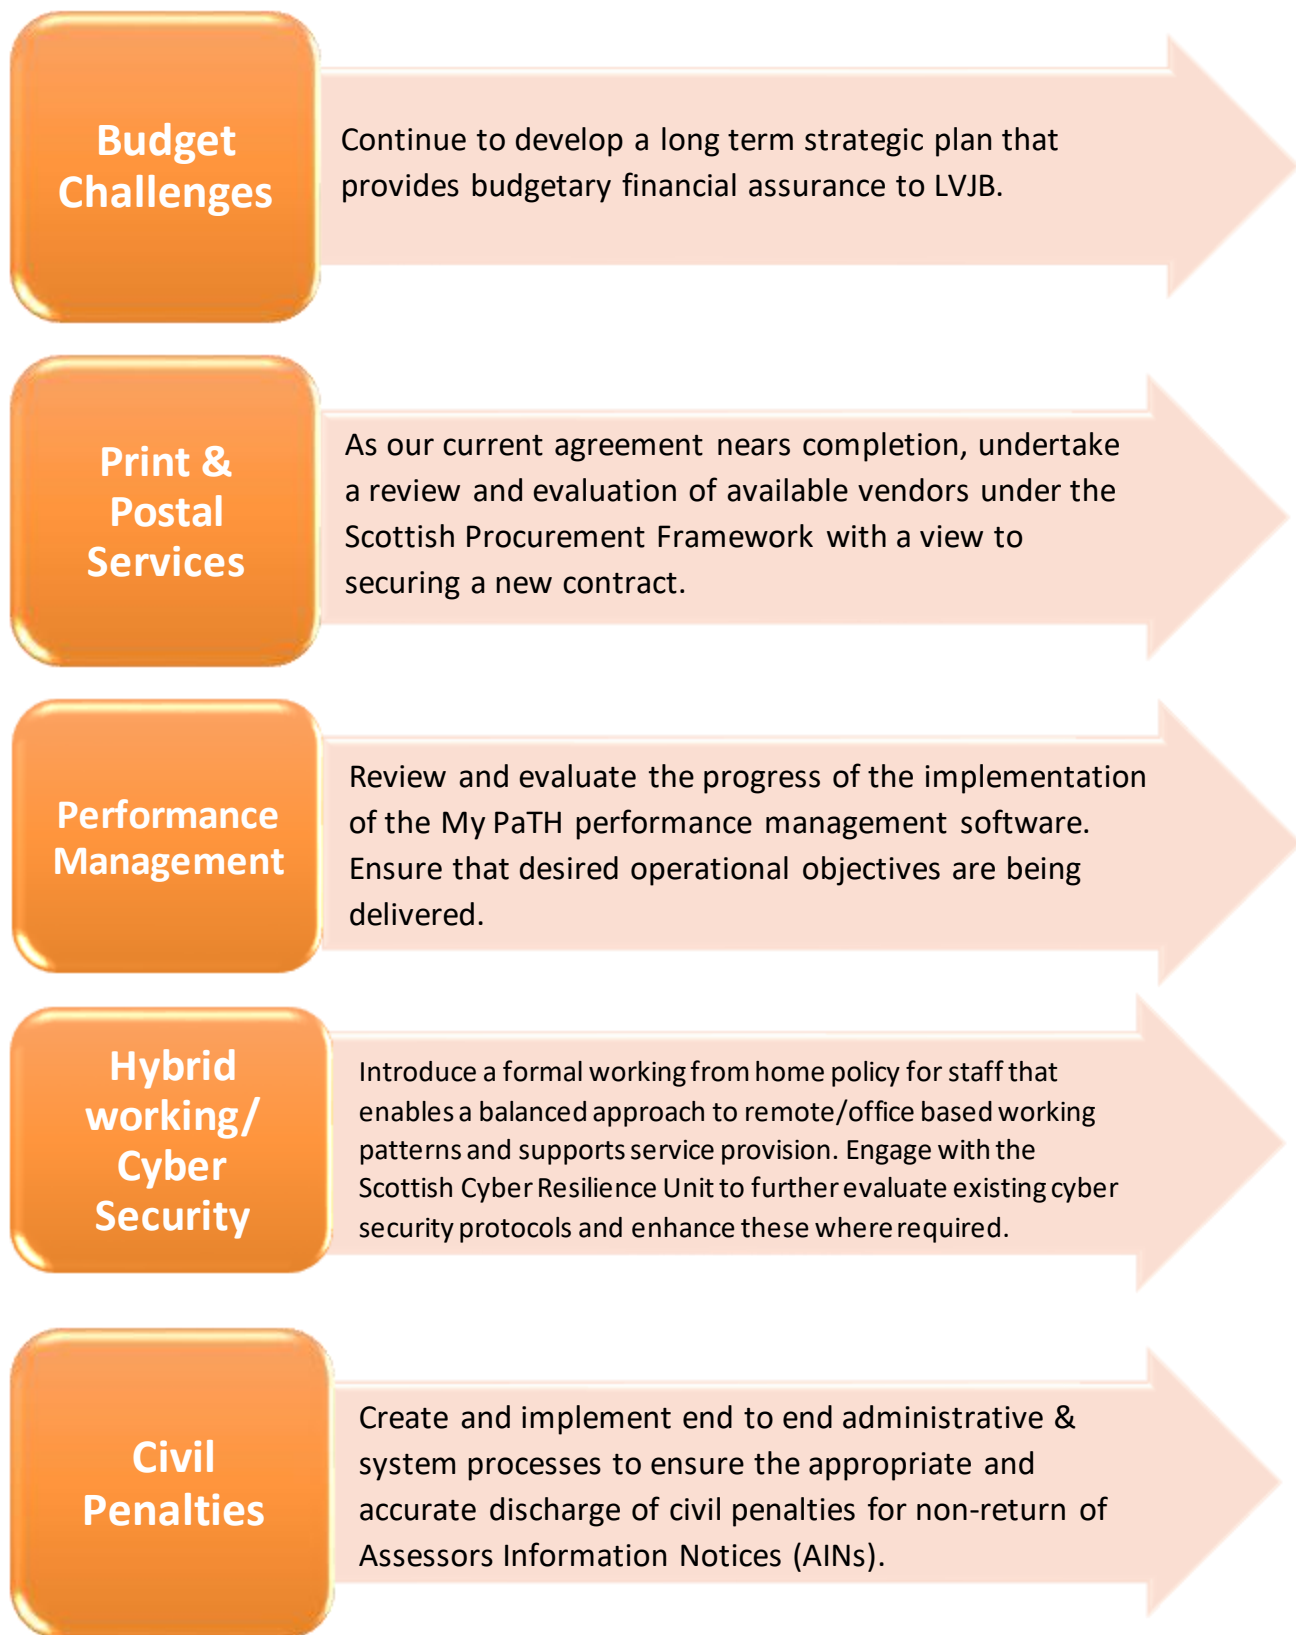 Budget
Challenges
Continue to develop a long term strategic plan that
provides budgetary financial assurance to LVJB.
Print &
Postal
Services
As our current agreement nears completion, undertake
a review and evaluation of available vendors under the
Scottish Procurement Framework with a view to
securing a new contract.
Performance
Management
Review and evaluate the progress of the implementation
of the My PaTH performance management software.
Ensure that desired operational objectives are being
delivered.
Hybrid
working/
Cyber
Security
Introduce a formal working from home policy for staff that
enables a balanced approach to remote/office based working
patterns and supports service provision. Engage with the
Scottish Cyber Resilience Unit to further evaluate existing cyber
security protocols and enhance these where required.
Civil
Penalties
Create and implement end to end administrative &
system processes to ensure the appropriate and
accurate discharge of civil penalties for non-return of
Assessors Information Notices (AINs).